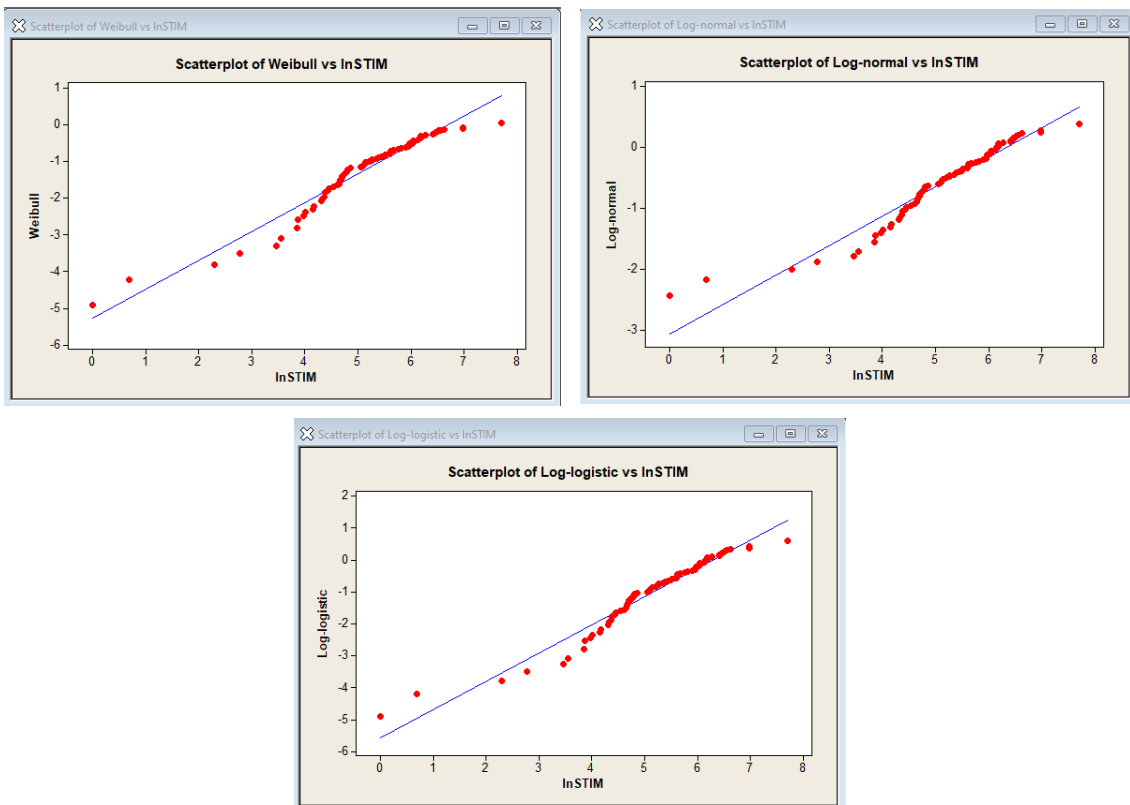 Scatterplot of Weibull vs lnSTIM
Scatterplot of Weibull vs lnSTIM
1
0
-1
-2
-3
-4
-5
-6
Weibull
0 1 2 3 4 5 6 7 8
lnSTIM
Scatterplot of Log-normal vs lnSTIM
Scatterplot of Log-normal vs lnSTIM
1
0
-1
-2
-3
Log-normal
0 1 2 3 4 5 6 7 8
lnSTIM
Scatterplot of Log-logistic vs lnSTIM
Scatterplot of Log-logistic vs lnSTIM
2
1
0
-1
-2
-3
-4
-5
-6
Log-logistic
0 1 2 3 4 5 6 7 8
lnSTIM